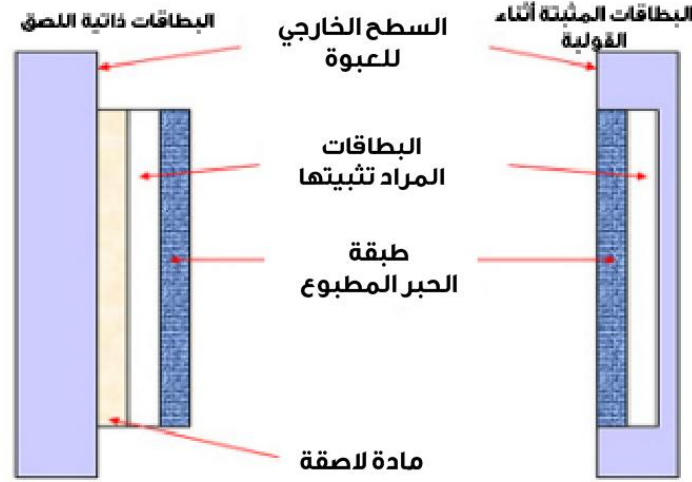 البطاقات المثبتة أثناء
القولبة
البطاقات ذاتية اللصق
السطح الخارجي
للعبوة
البطاقات
المراد تثبيتها
طبقة
الحبر المطبوع
مادة لاصقة